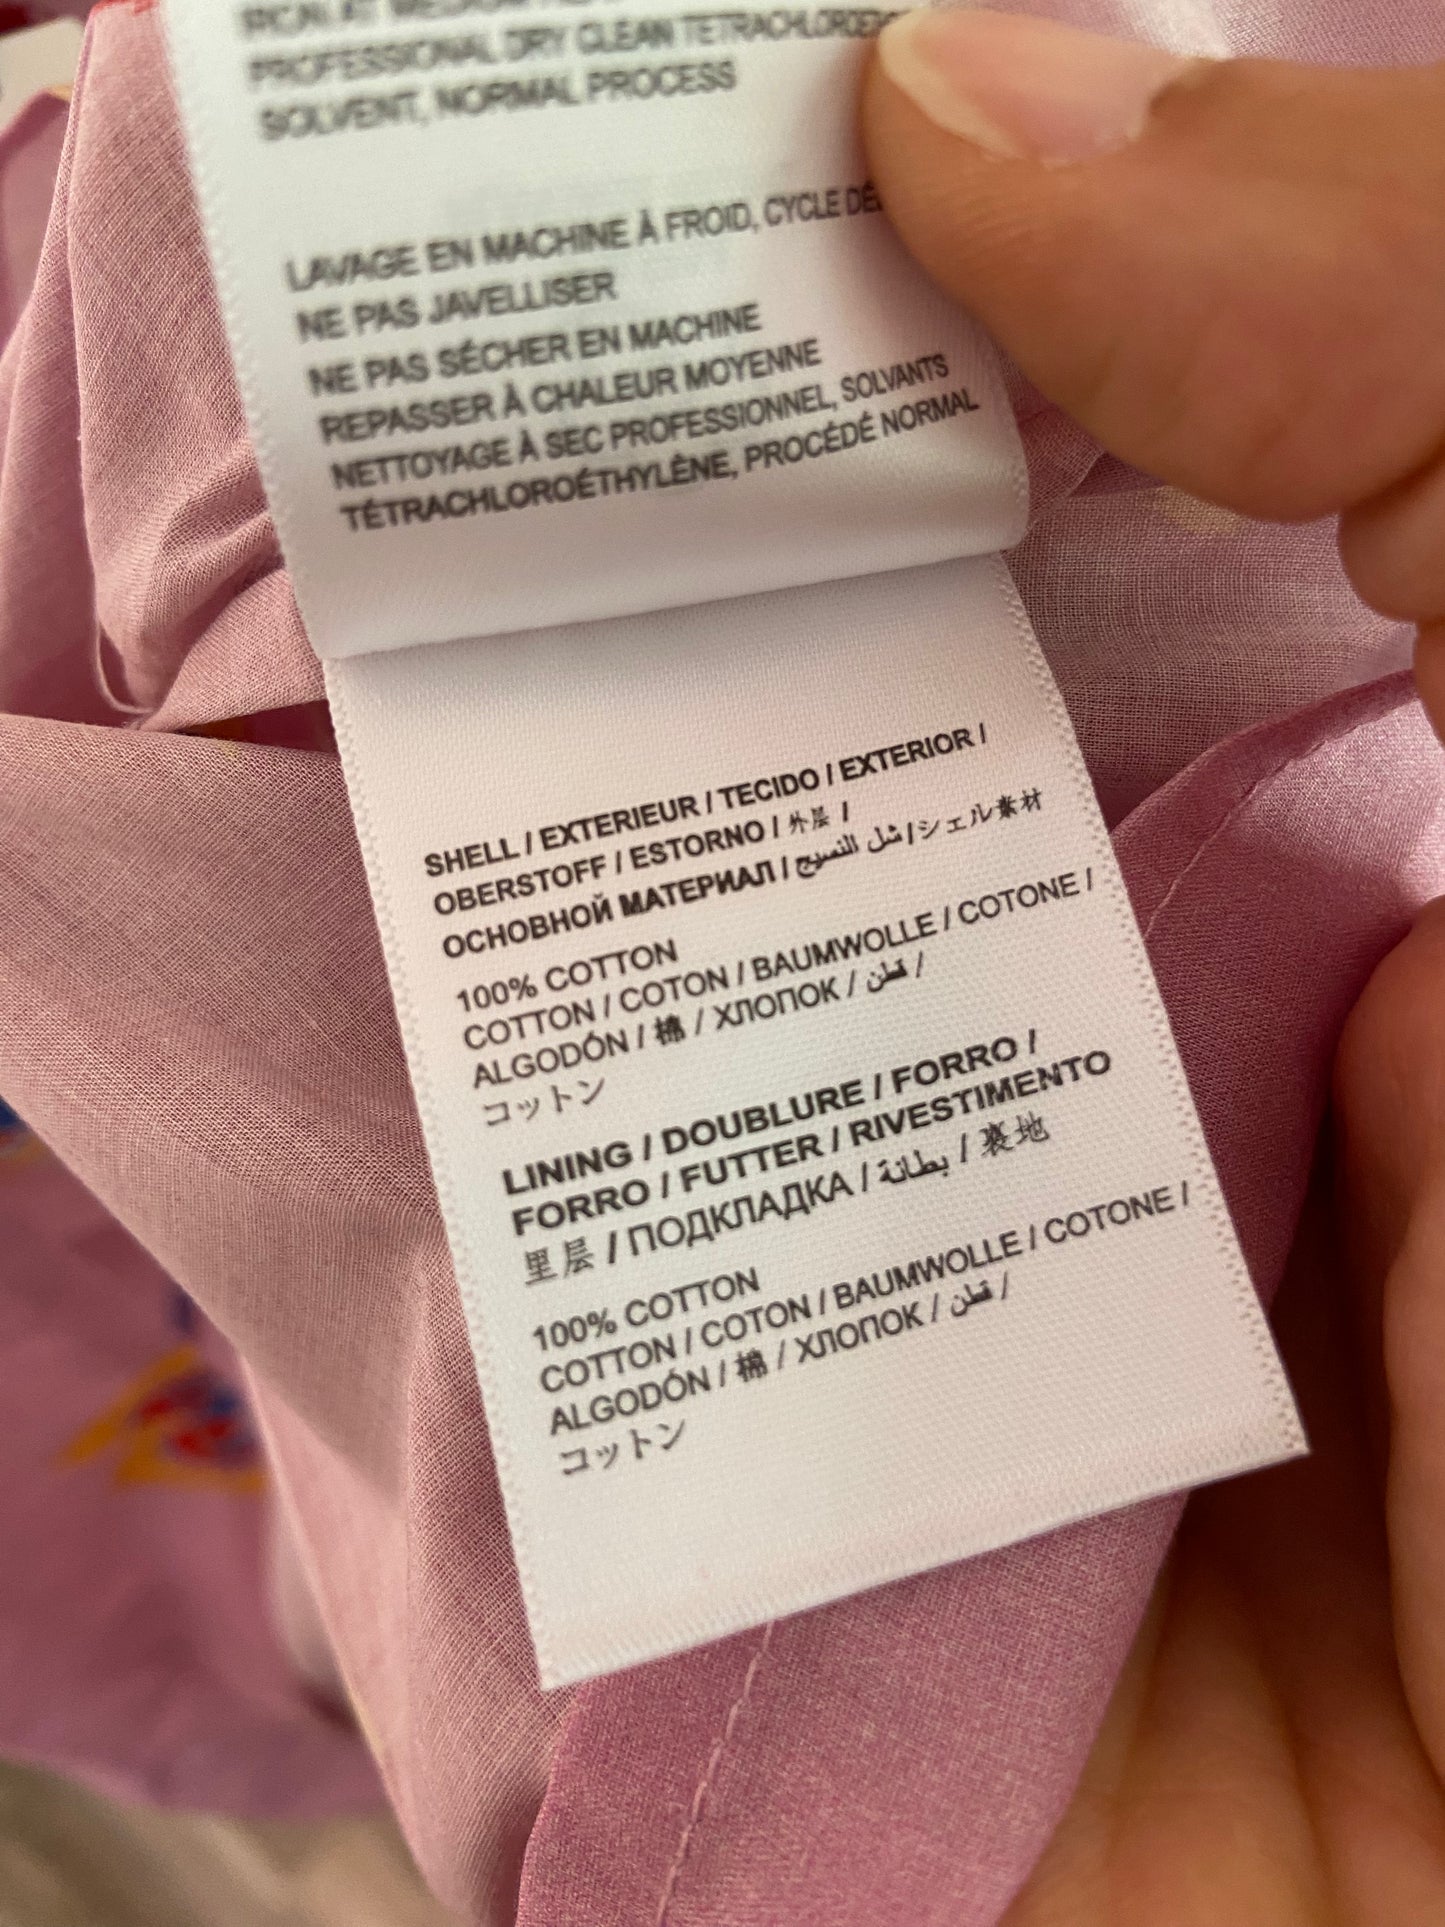 IRON AT MEDIUM
PROFESSIONAL DRY CLEAN
SOLVENT, NORMAL PROCESS
LAVAGE EN MACHINE À FROID, CYCLE
NE PAS JAVELLISER
NE PAS SÉCHER EN MACHINE
REPASSER À CHALEUR MOYENNE
NETTOYAGE À SEC PROFESSIONNEL, SOLVANTS
TÉTRACHLOROÉTHYLÈNE, PROCÉDÉ NORMAL
SHELL / EXTERIEUR / TECIDO / EXTERIOR /
OBERSTOFF / ESTORNO / 外层 /
ОСНОВНОЙ МАТЕРИАЛ / شل النسيج / シェル素材
100% COTTON
COTTON / COTON / BAUMWOLLE / COTONE /
ALGODÓN / 棉 / ХЛОПОК / قطن /
コットン
LINING / DOUBLURE / FORRO /
FORRO / FUTTER / RIVESTIMENTO
里层 / ПОДКЛАДКА / بطانة / 裏地
100% COTTON
COTTON / COTON / BAUMWOLLE / COTONE /
ALGODÓN / 棉 / ХЛОПОК / قطن /
コットン